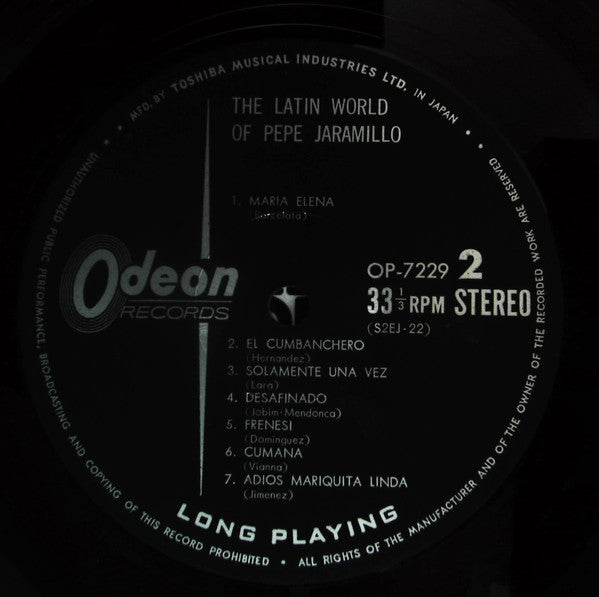 • MFD. BY TOSHIBA MUSICAL INDUSTRIES LTD. IN JAPAN •
THE LATIN WORLD
OF PEPE JARAMILLO
1. MARIA ELENA
(Barcelata)
Odeon
RECORDS
OP-7229 2
33 1/3 RPM STEREO
(S2EJ-22)
2. EL CUMBANCHERO
(Hernandez)
3. SOLAMENTE UNA VEZ
(Lara)
4. DESAFINADO
(Jobim-Mendonca)
5. FRENESI
(Dominguez)
6. CUMANA
(Vianna)
7. ADIOS MARIQUITA LINDA
(Jimenez)
LONG PLAYING
UNAUTHORIZED PUBLIC PERFORMANCE, BROADCASTING AND COPYING OF THIS RECORD PROHIBITED • ALL RIGHTS OF THE MANUFACTURER AND OF THE OWNER OF THE RECORDED WORK ARE RESERVED